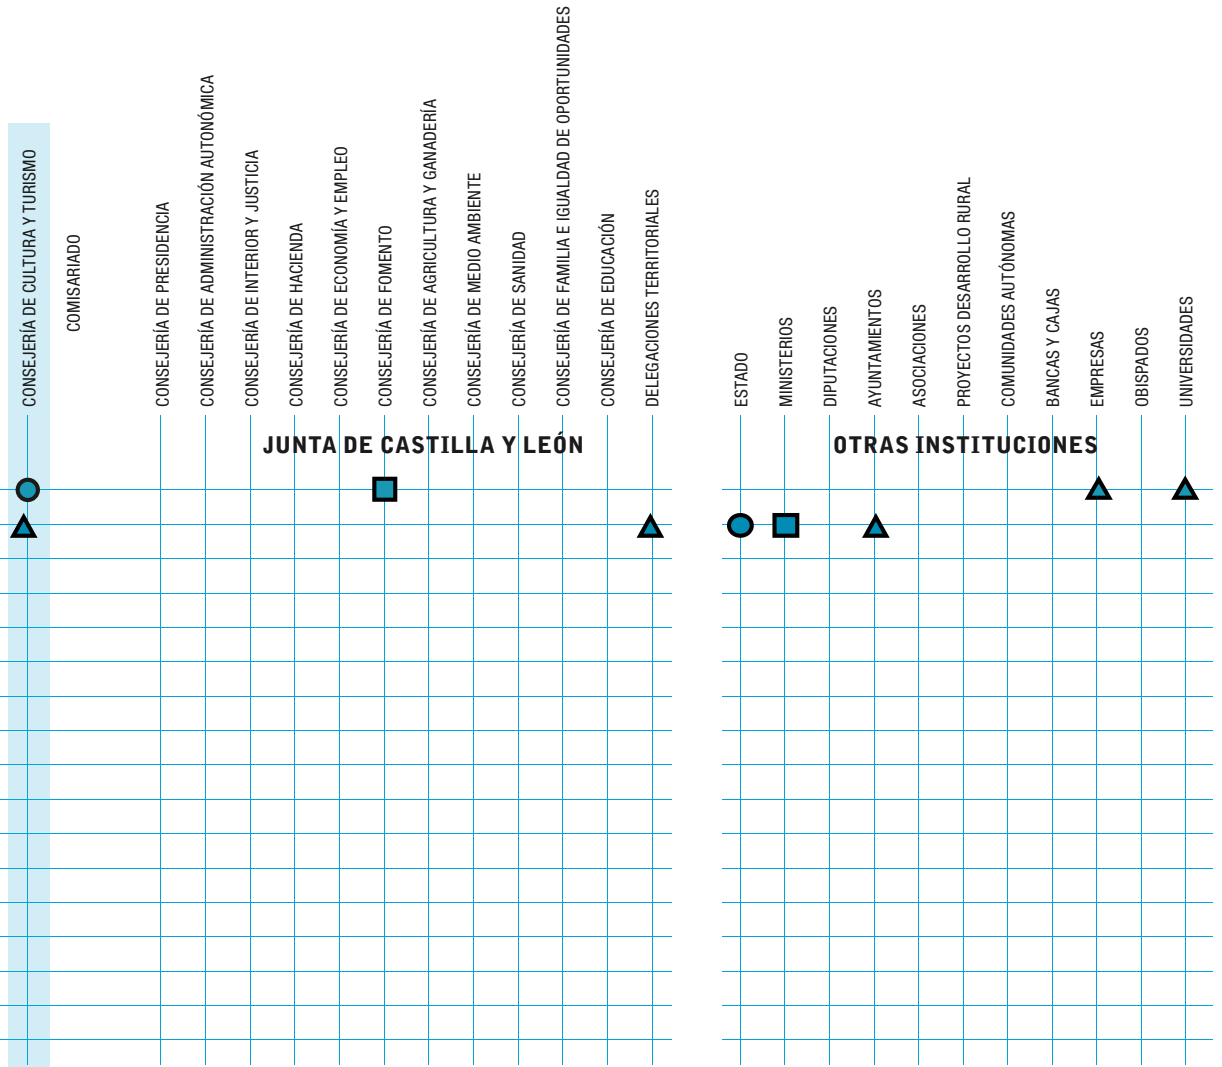 CONSEJERÍA DE CULTURA Y TURISMO
COMISARIADO
CONSEJERÍA DE PRESIDENCIA
CONSEJERÍA DE ADMINISTRACIÓN AUTONÓMICA
CONSEJERÍA DE INTERIOR Y JUSTICIA
CONSEJERÍA DE HACIENDA
CONSEJERÍA DE ECONOMÍA Y EMPLEO
CONSEJERÍA DE FOMENTO
CONSEJERÍA DE AGRICULTURA Y GANADERÍA
CONSEJERÍA DE MEDIO AMBIENTE
CONSEJERÍA DE SANIDAD
CONSEJERÍA DE FAMILIA E IGUALDAD DE OPORTUNIDADES
CONSEJERÍA DE EDUCACIÓN
DELEGACIONES TERRITORIALES
ESTADO
MINISTERIOS
DIPUTACIONES
AYUNTAMIENTOS
ASOCIACIONES
PROYECTOS DESARROLLO RURAL
COMUNIDADES AUTÓNOMAS
BANCAS Y CAJAS
EMPRESAS
OBISPADOS
UNIVERSIDADES
JUNTA DE CASTILLA Y LEÓN
OTRAS INSTITUCIONES